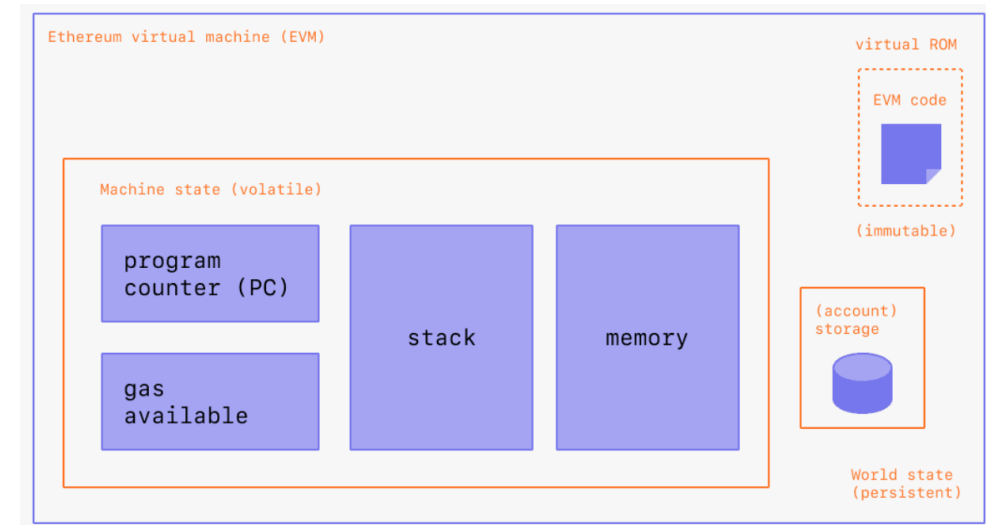 Ethereum virtual machine (EVM)
virtual ROM
EVM code
(immutable)
Machine state (volatile)
program
counter (PC)
gas
available
stack
memory
(account)
storage
World state
(persistent)